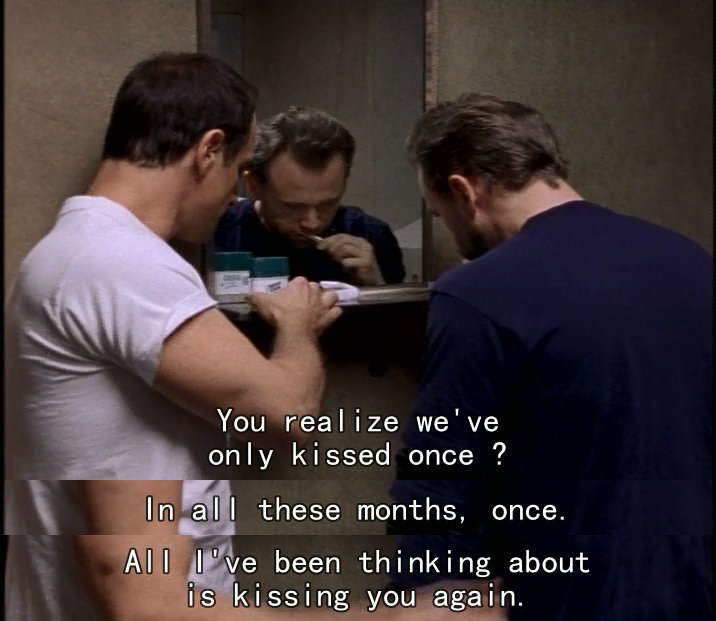 You realize we've
only kissed once ?
In all these months, once.
All I've been thinking about
is kissing you again.